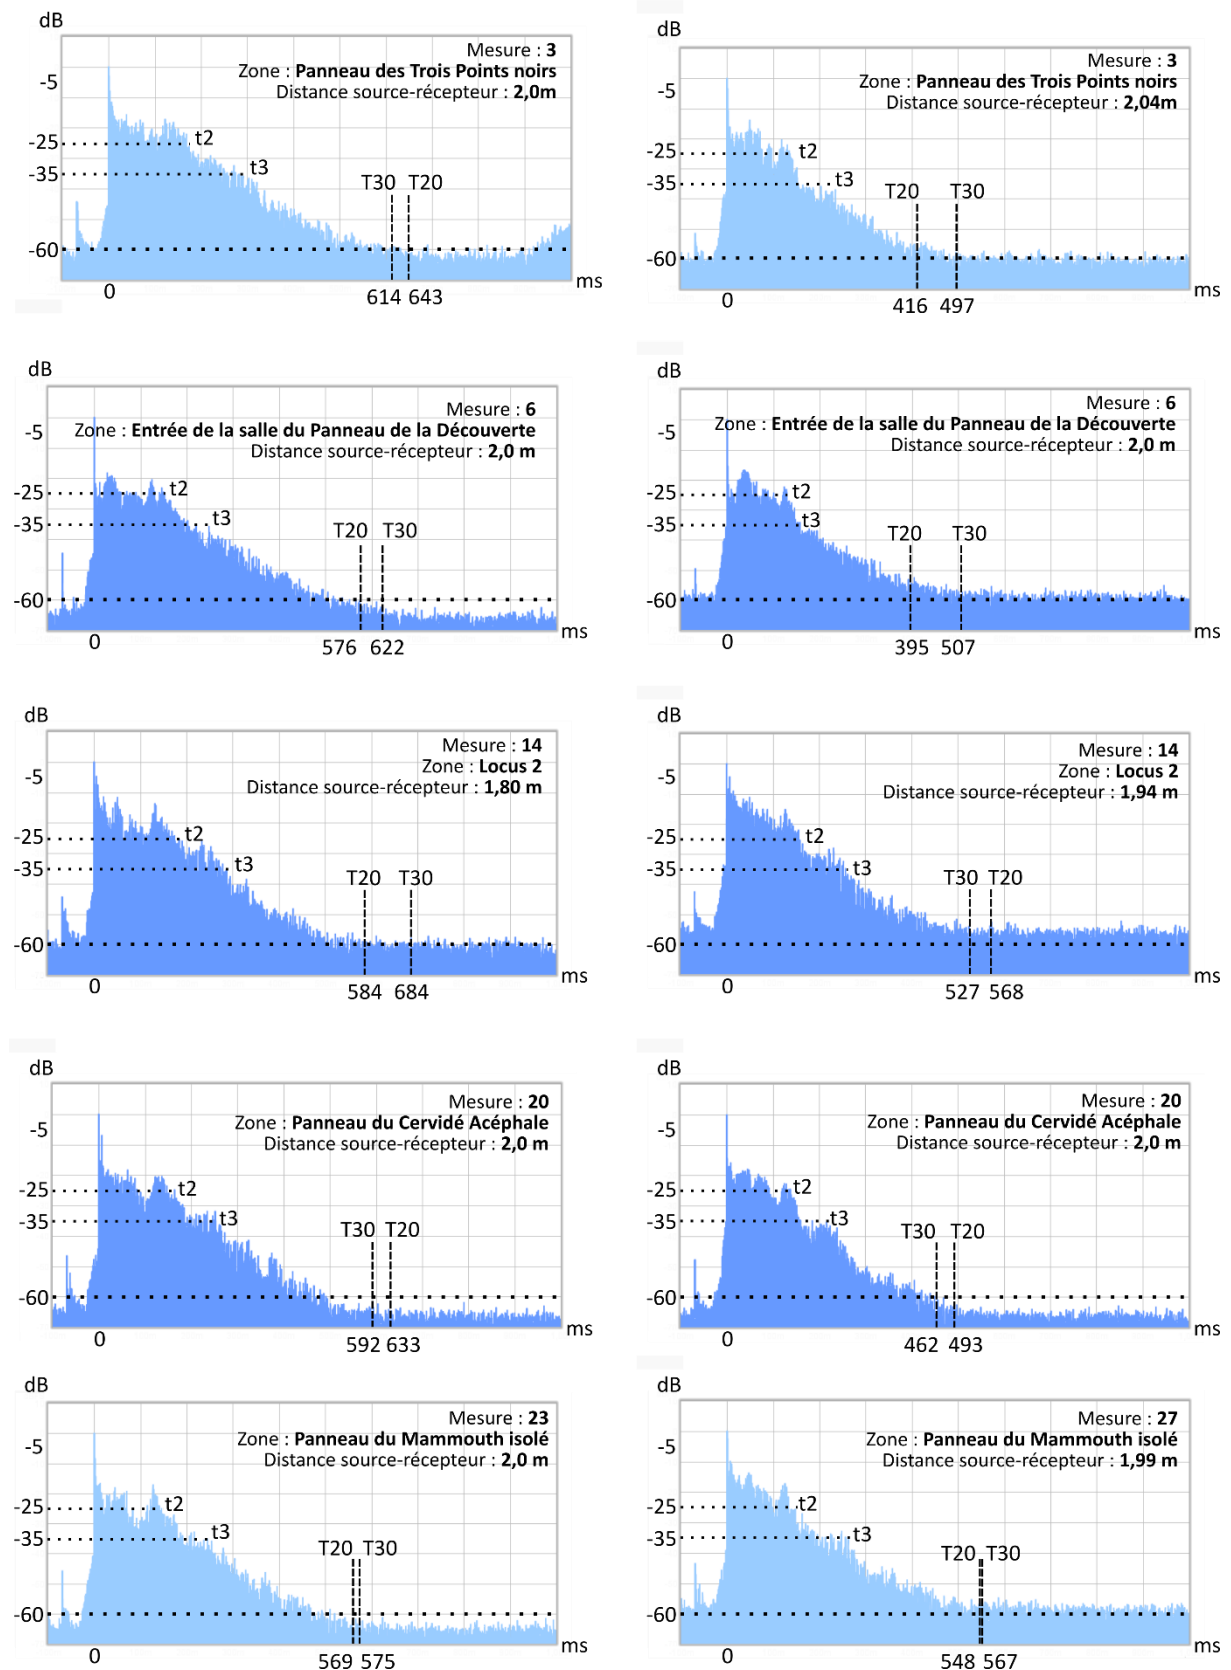 dB
Mesure : 3
Zone : Panneau des Trois Points noirs
Distance source-récepteur : 2,0m
-5
-25
t2
-35
t3
T30 T20
-60
ms
0
614 643
dB
Mesure : 3
Zone : Panneau des Trois Points noirs
Distance source-récepteur : 2,04m
-5
-25
t2
-35
t3
T20 T30
-60
ms
0
416 497
dB
Mesure : 6
Zone : Entrée de la salle du Panneau de la Découverte
Distance source-récepteur : 2,0 m
-5
-25
t2
-35
t3
T20 T30
-60
ms
0
576 622
dB
Mesure : 6
Zone : Entrée de la salle du Panneau de la Découverte
Distance source-récepteur : 2,0 m
-5
-25
t2
-35
t3
T20 T30
-60
ms
0
395 507
dB
Mesure : 14
Zone : Locus 2
Distance source-récepteur : 1,80 m
-5
-25
t2
-35
t3
T20 T30
-60
ms
0
584 684
dB
Mesure : 14
Zone : Locus 2
Distance source-récepteur : 1,94 m
-5
-25
t2
-35
t3
T30 T20
-60
ms
0
527 568
dB
Mesure : 20
Zone : Panneau du Cervidé Acéphale
Distance source-récepteur : 2,0 m
-5
-25
t2
-35
t3
T30 T20
-60
ms
0
592 633
dB
Mesure : 20
Zone : Panneau du Cervidé Acéphale
Distance source-récepteur : 2,0 m
-5
-25
t2
-35
t3
T30 T20
-60
ms
0
462 493
dB
Mesure : 23
Zone : Panneau du Mammouth isolé
Distance source-récepteur : 2,0 m
-5
-25
t2
-35
t3
T20 T30
-60
ms
0
569 575
dB
Mesure : 27
Zone : Panneau du Mammouth isolé
Distance source-récepteur : 1,99 m
-5
-25
t2
-35
t3
T20 T30
-60
ms
0
548 567